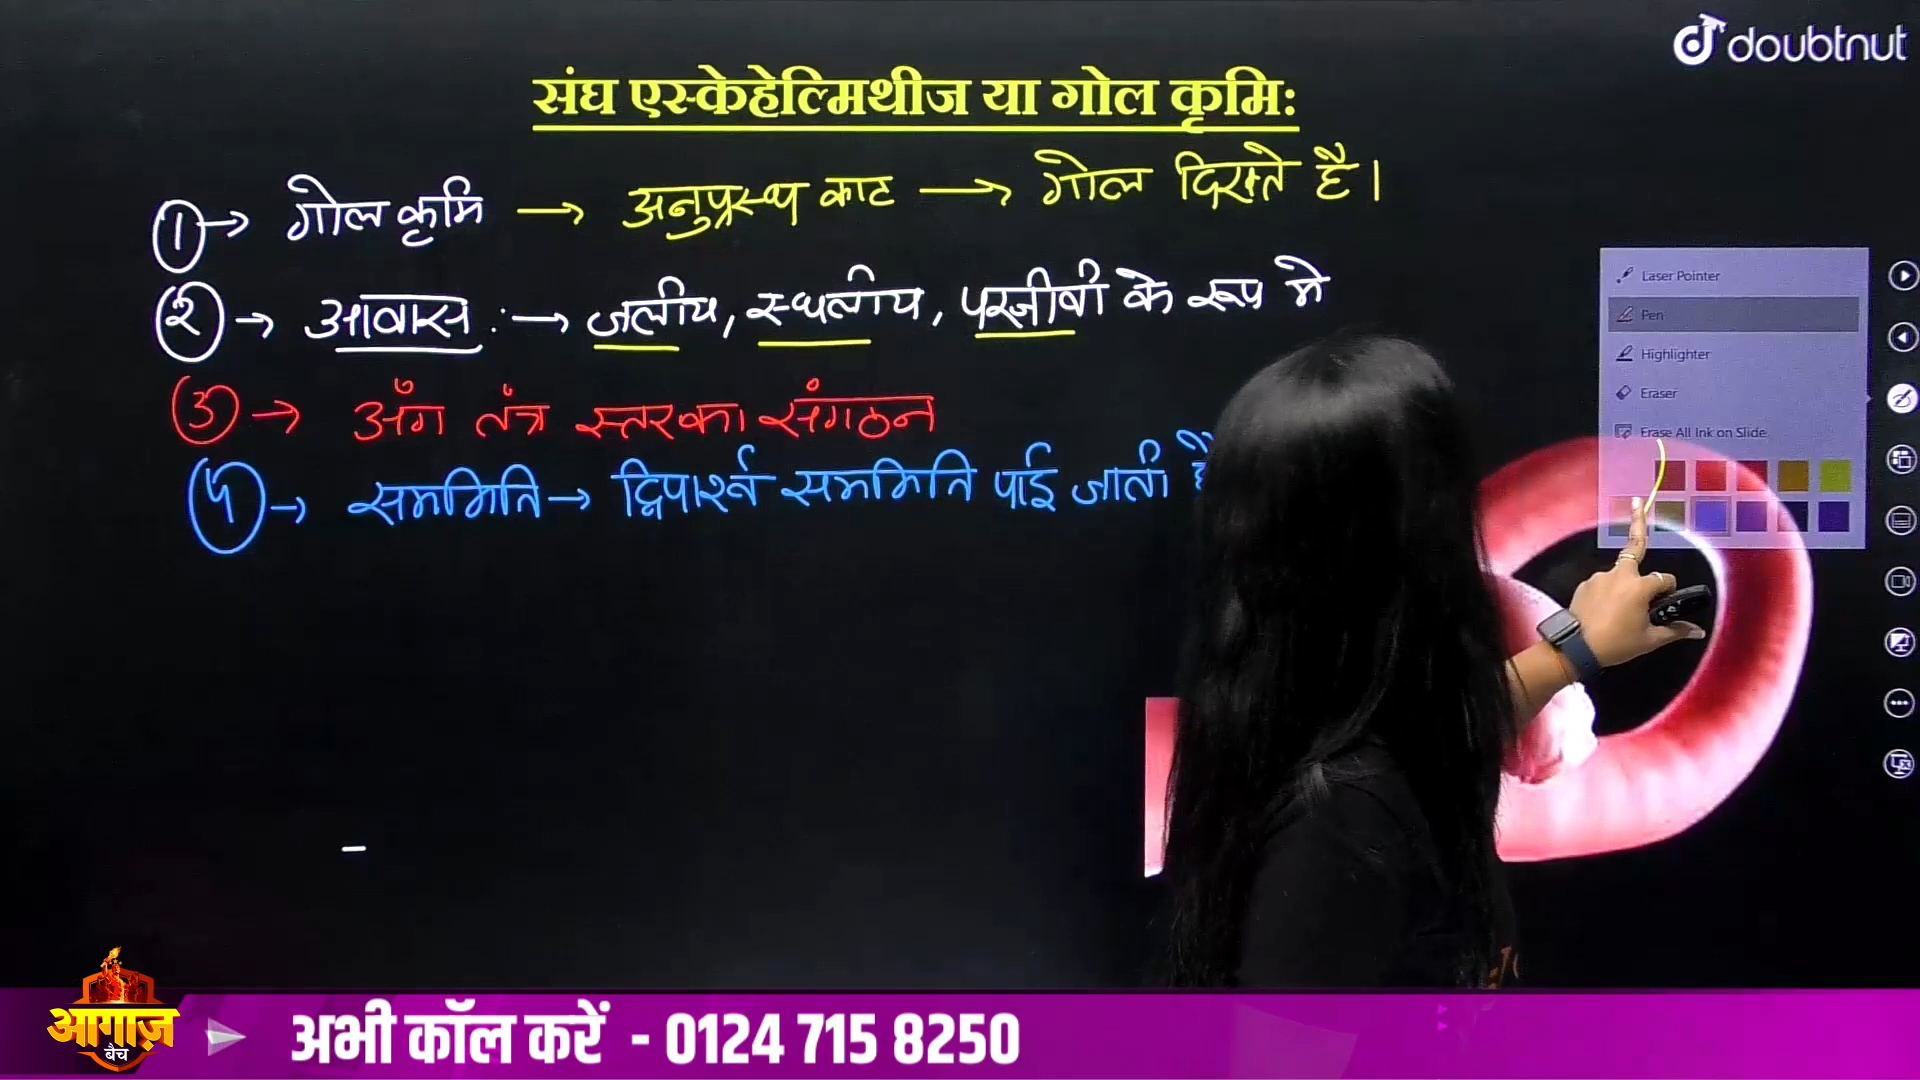 doubtnut
संघ एस्केहेल्मिथीज या गोल कृमि:
① → गोल कृमि → अनुप्रस्थ काट → गोल दिखते है।
② → आवास :→ जलीय, स्थलीय, परजीवी के रूप मे
③ → अँग तंत्र स्तर का संगठन
④ → सममिति → द्विपार्श्व सममिति पाई जाती है
Laser Pointer
Pen
Highlighter
Eraser
Erase All Ink on Slide
आगाज़
बैच
अभी कॉल करें - 0124 715 8250